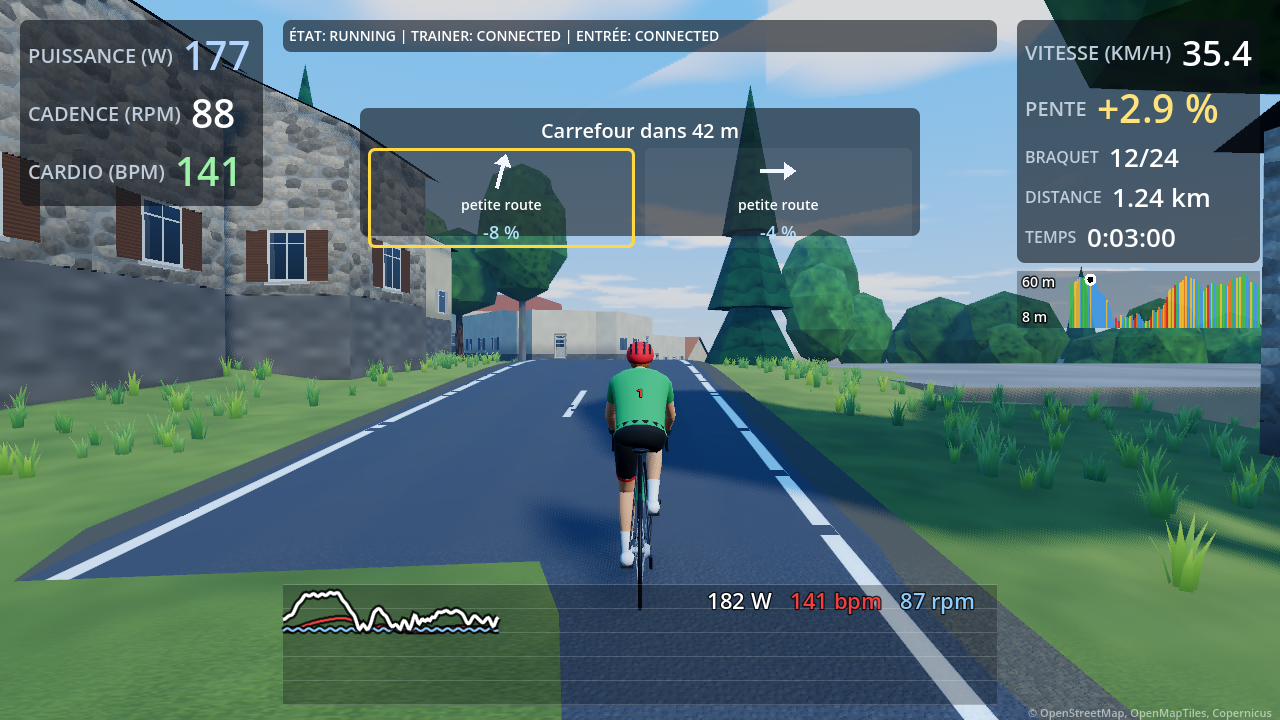 PUISSANCE (W) 177
CADENCE (RPM) 88
CARDIO (BPM) 141
ÉTAT: RUNNING | TRAINER: CONNECTED | ENTRÉE: CONNECTED
Carrefour dans 42 m
petite route
-8 %
petite route
-4 %
VITESSE (KM/H) 35.4
PENTE +2.9 %
BRAQUET 12/24
DISTANCE 1.24 km
TEMPS 0:03:00
60 m
8 m
1
182 W 141 bpm 87 rpm
© OpenStreetMap, OpenMapTiles, Copernicus